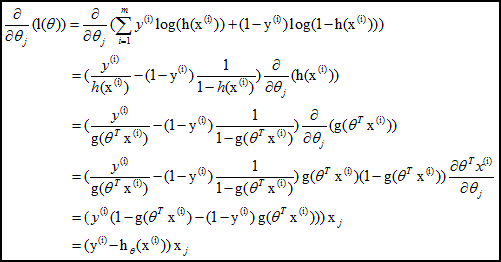 ∂/∂θ_j (l(θ)) = ∂/∂θ_j (∑_{i=1}^{m} y^{(i)} log(h(x^{(i)})) + (1 − y^{(i)}) log(1 − h(x^{(i)})))
= (y^{(i)}/h(x^{(i)}) − (1 − y^{(i)}) 1/(1 − h(x^{(i)}))) ∂/∂θ_j (h(x^{(i)}))
= (y^{(i)}/g(θ^T x^{(i)}) − (1 − y^{(i)}) 1/(1 − g(θ^T x^{(i)}))) ∂/∂θ_j (g(θ^T x^{(i)}))
= (y^{(i)}/g(θ^T x^{(i)}) − (1 − y^{(i)}) 1/(1 − g(θ^T x^{(i)}))) g(θ^T x^{(i)})(1 − g(θ^T x^{(i)})) ∂θ^T x^{(i)}/∂θ_j
= (y^{(i)}(1 − g(θ^T x^{(i)}) − (1 − y^{(i)}) g(θ^T x^{(i)}))) x_j
= (y^{(i)} − h_θ(x^{(i)})) x_j